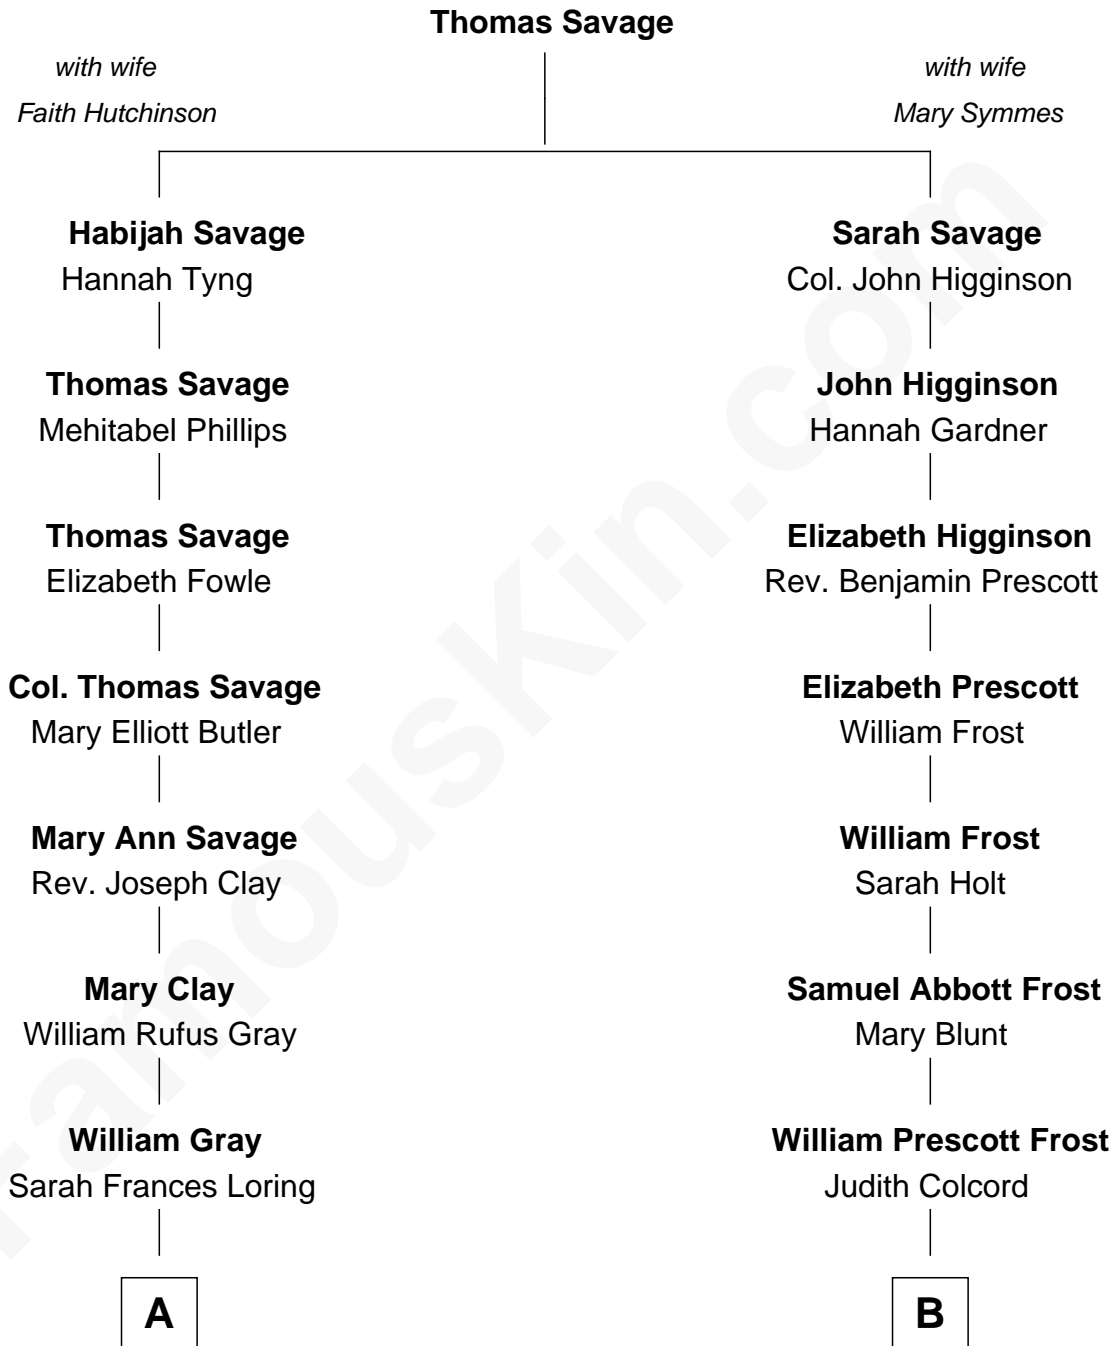 Thomas Savage
with wife
Faith Hutchinson
with wife
Mary Symmes
Habijah Savage
Hannah Tyng
Sarah Savage
Col. John Higginson
Thomas Savage
Mehitabel Phillips
John Higginson
Hannah Gardner
Thomas Savage
Elizabeth Fowle
Elizabeth Higginson
Rev. Benjamin Prescott
Col. Thomas Savage
Mary Elliott Butler
Elizabeth Prescott
William Frost
Mary Ann Savage
Rev. Joseph Clay
William Frost
Sarah Holt
Mary Clay
William Rufus Gray
Samuel Abbott Frost
Mary Blunt
William Gray
Sarah Frances Loring
William Prescott Frost
Judith Colcord
A
B
famouskin.com